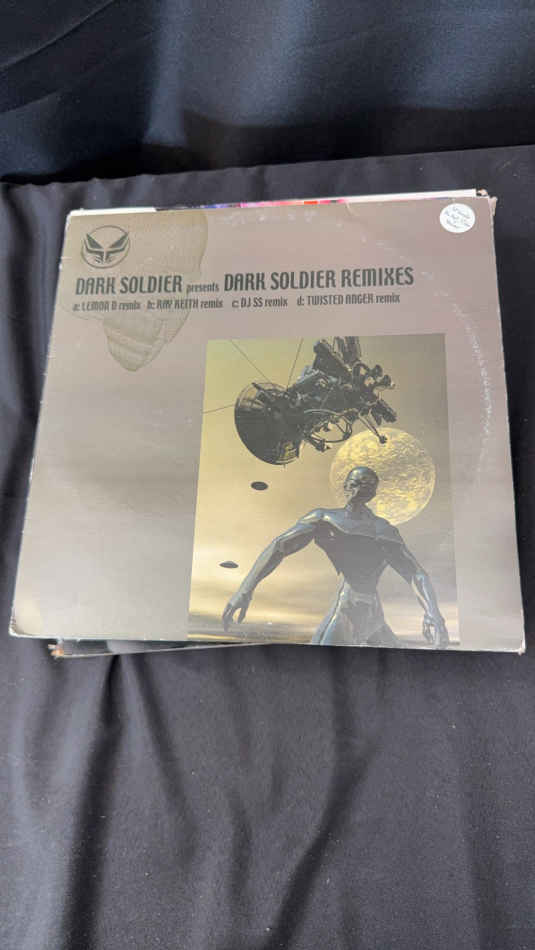 DARK SOLDIER presents DARK SOLDIER REMIXES
a: LEMON D remix b: RAY KEITH remix c: DJ SS remix d: TWISTED ANGER remix